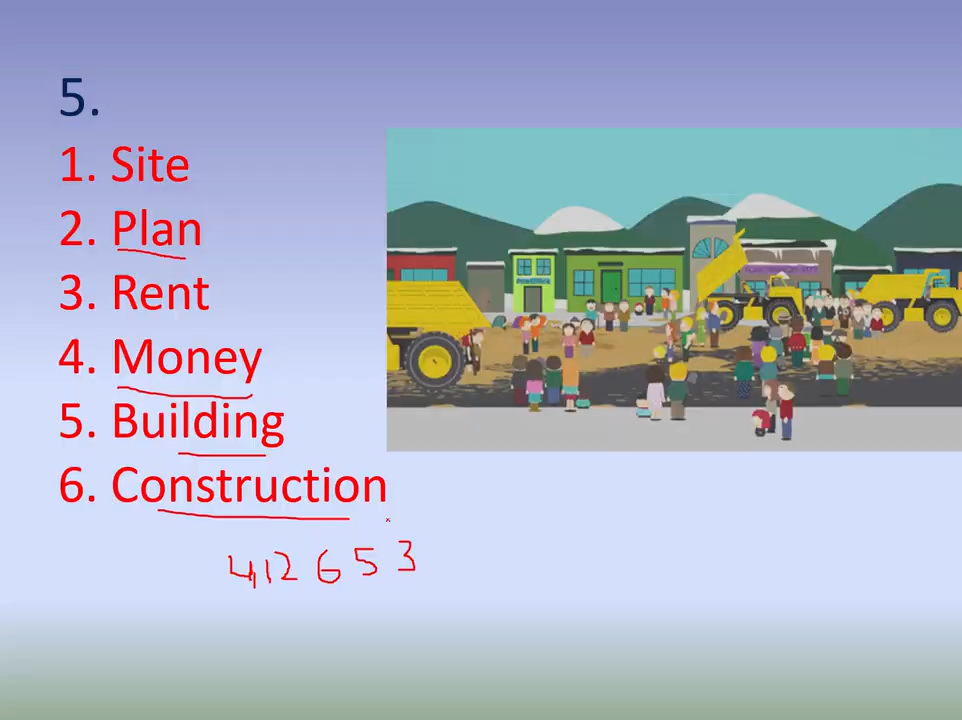 5.
1. Site
2. Plan
3. Rent
4. Money
5. Building
6. Construction
412653